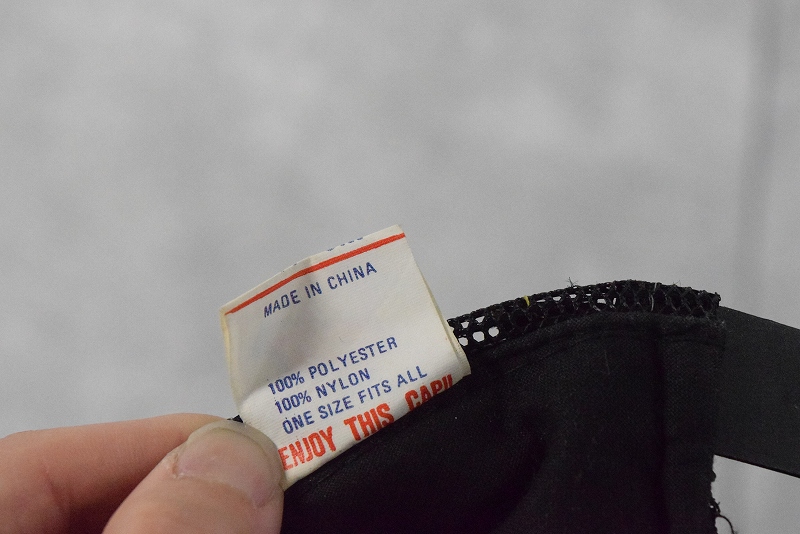 MADE IN CHINA
100% POLYESTER
100% NYLON
ONE SIZE FITS ALL
ENJOY THIS CAP!!